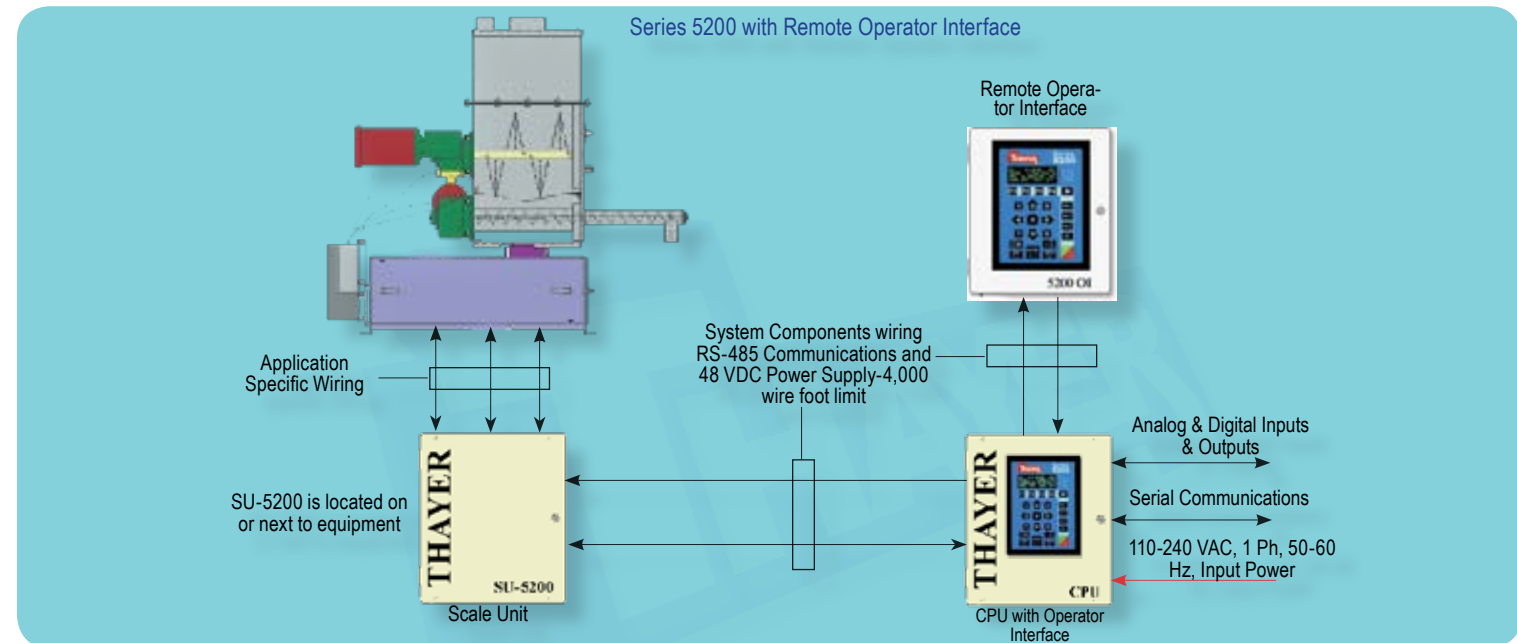 Series 5200 with Remote Operator Interface
Remote Opera-
tor Interface
5200 OI
System Components wiring
RS-485 Communications and
48 VDC Power Supply-4,000
wire foot limit
Application
Specific Wiring
Analog & Digital Inputs
& Outputs
Serial Communications
110-240 VAC, 1 Ph, 50-60
Hz, Input Power
SU-5200 is located on
or next to equipment
THAYER
SU-5200
Scale Unit
THAYER
CPU
CPU with Operator
Interface
THAYER